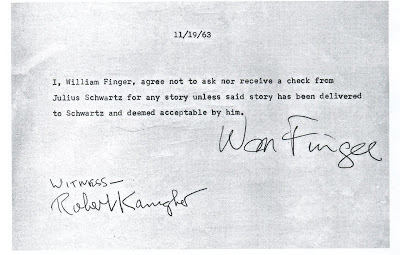 11/19/63
I, William Finger, agree not to ask nor receive a check from
Julius Schwartz for any story unless said story has been delivered
to Schwartz and deemed acceptable by him.
Wm Finger
WITNESS—
Robert Kanigher